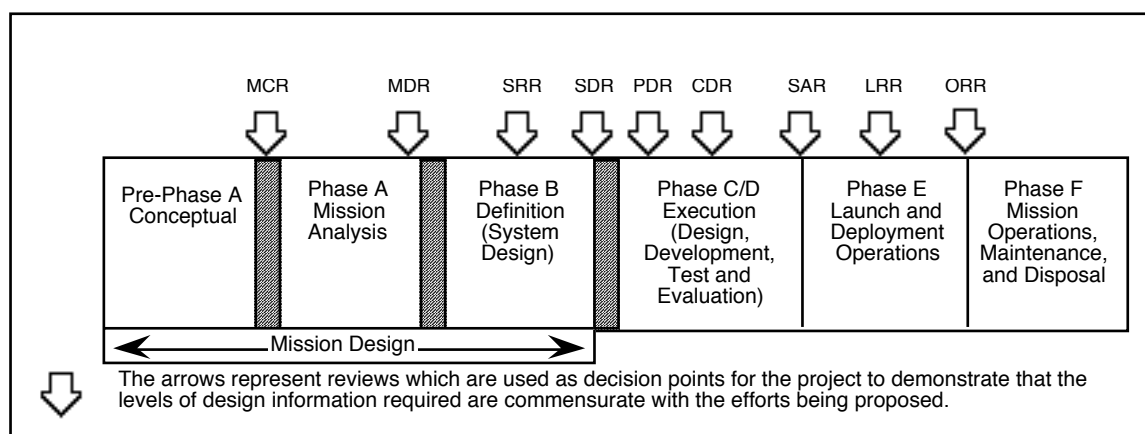 MCR MDR SRR SDR PDR CDR SAR LRR ORR
Pre-Phase A
Conceptual
Phase A
Mission
Analysis
Phase B
Definition
(System
Design)
Phase C/D
Execution
(Design,
Development,
Test and
Evaluation)
Phase E
Launch and
Deployment
Operations
Phase F
Mission
Operations,
Maintenance,
and Disposal
Mission Design
The arrows represent reviews which are used as decision points for the project to demonstrate that the
levels of design information required are commensurate with the efforts being proposed.